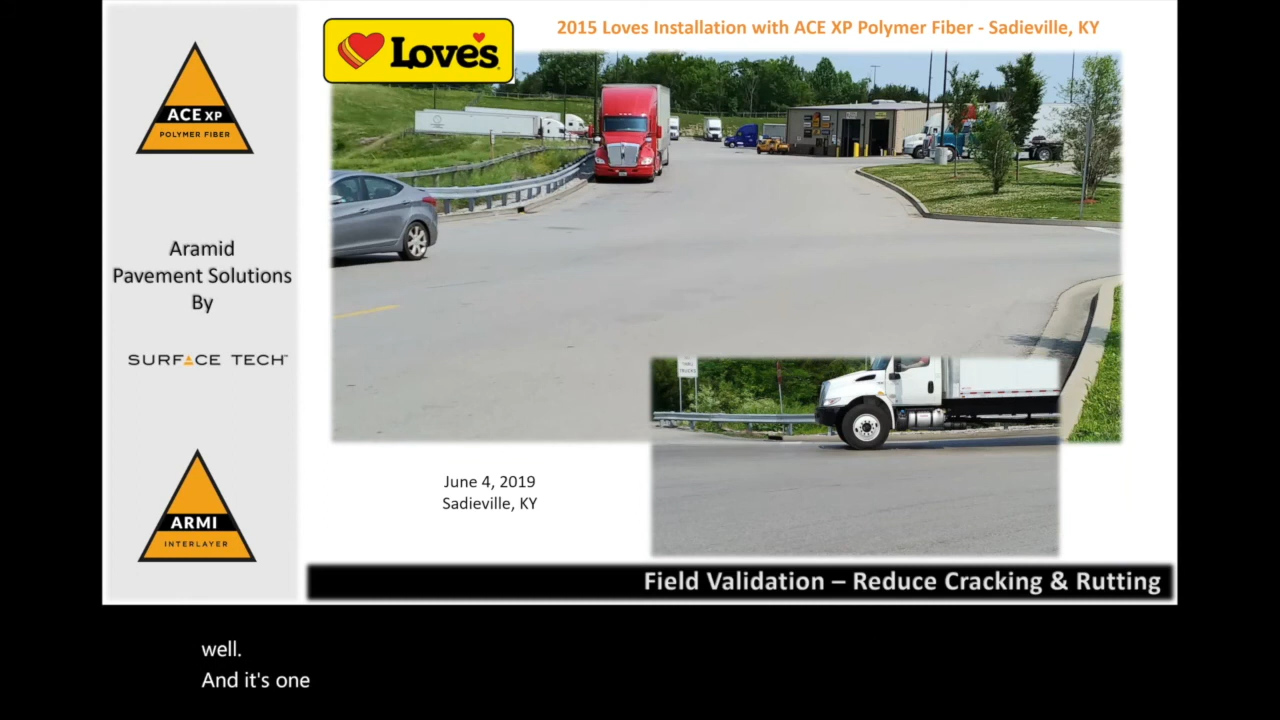 2015 Loves Installation with ACE XP Polymer Fiber - Sadieville, KY
Love's
ACE XP
POLYMER FIBER
Aramid
Pavement Solutions
By
SURFACE TECH
ARMI
INTERLAYER
June 4, 2019
Sadieville, KY
Field Validation – Reduce Cracking & Rutting
well.
And it's one